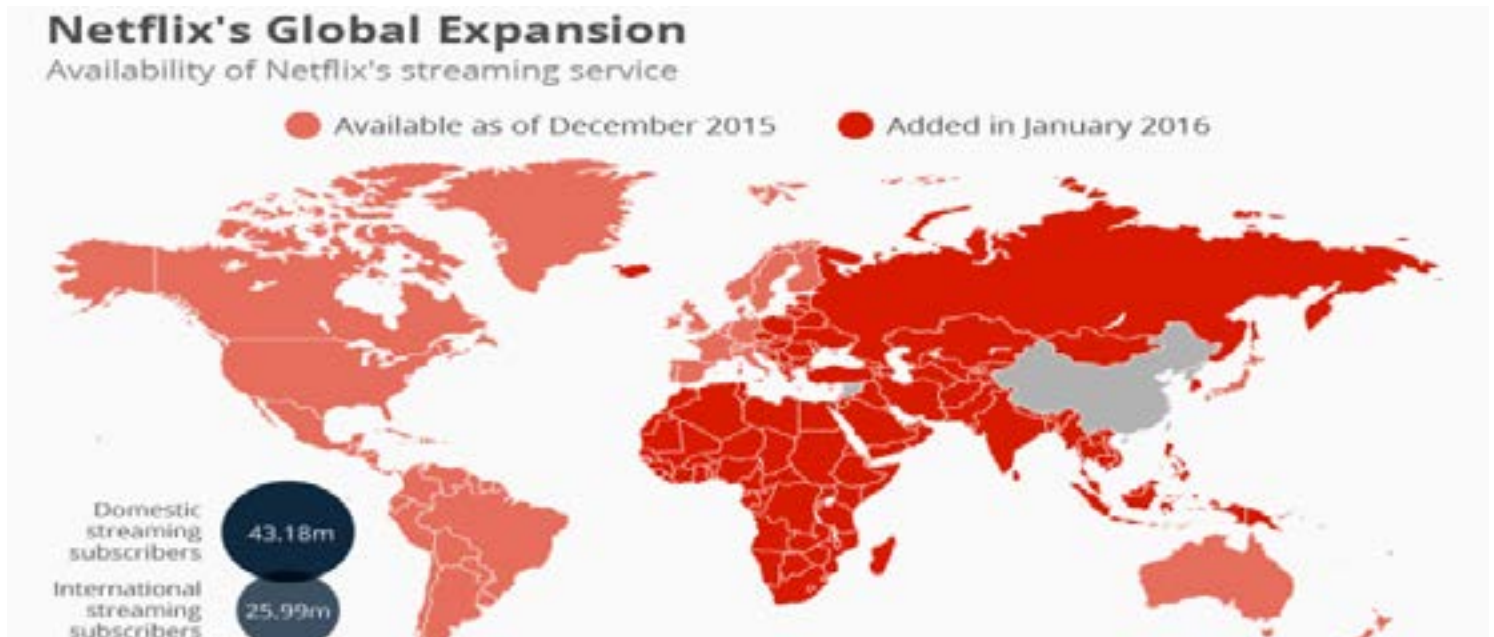 Netflix's Global Expansion
Availability of Netflix's streaming service
Available as of December 2015
Added in January 2016
Domestic
streaming
subscribers
43.18m
International
streaming
subscribers
25.99m